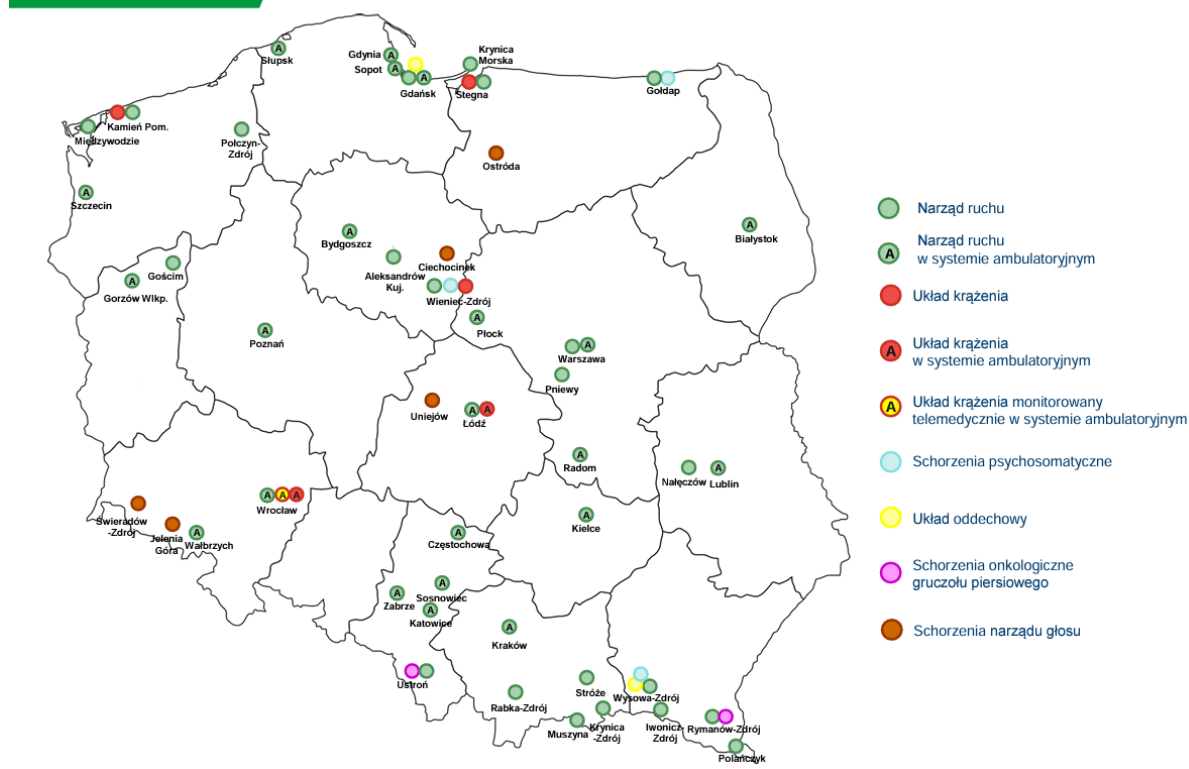 Krynica
Morska
Gdynia
A
A
Słupsk
Sopot
A
A
Gdańsk
Stegna
Gołdap
Kamień Pom.
Międzywodzie
Połczyn-
Zdrój
Ostróda
A
Szczecin
A
Bydgoszcz
A
Białystok
Ciechocinek
Aleksandrów
Kuj.
Gościm
A
Gorzów Wlkp.
Wieniec-Zdrój
A
Płock
A
Poznań
A
Warszawa
Pniewy
Uniejów
A A
Łódź
A
Radom
A
Nałęczów Lublin
A A A
Wrocław
A
Kielce
Świeradów
-Zdrój
Jelenia
Góra
A
Wałbrzych
A
Częstochowa
A
Sosnowiec
A
Zabrze
A
Katowice
A
Kraków
Ustroń
Stróże
Wysowa-Zdrój
Rabka-Zdrój
Krynica
-Zdrój
Muszyna
Iwonicz-
Zdrój
Rymanów-Zdrój
Polańczyk
Narząd ruchu
A Narząd ruchu
w systemie ambulatoryjnym
Układ krążenia
A Układ krążenia
w systemie ambulatoryjnym
A Układ krążenia monitorowany
telemedycznie w systemie ambulatoryjnym
Schorzenia psychosomatyczne
Układ oddechowy
Schorzenia onkologiczne
gruczołu piersiowego
Schorzenia narządu głosu